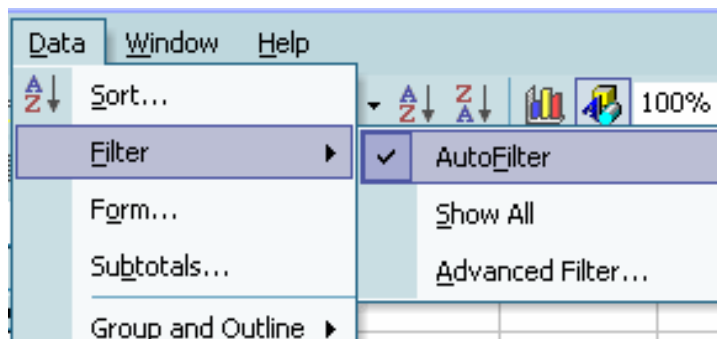 Data Window Help
Sort...
100%
Filter
AutoFilter
Form...
Show All
Subtotals...
Advanced Filter...
Group and Outline